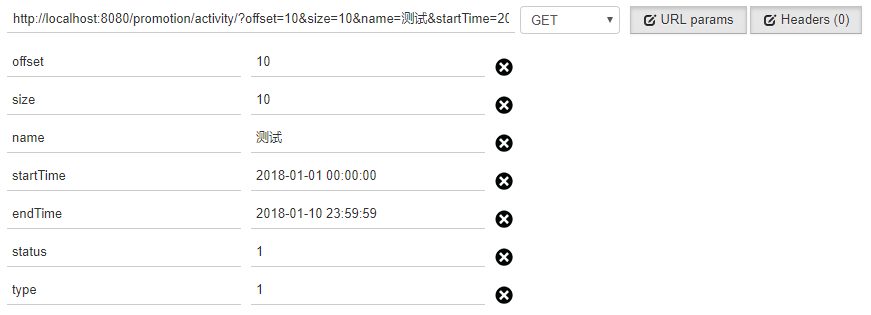 http://localhost:8080/promotion/activity/?offset=10&size=10&name=测试&startTime=20 GET URL params Headers (0)
offset 10
size 10
name 测试
startTime 2018-01-01 00:00:00
endTime 2018-01-10 23:59:59
status 1
type 1